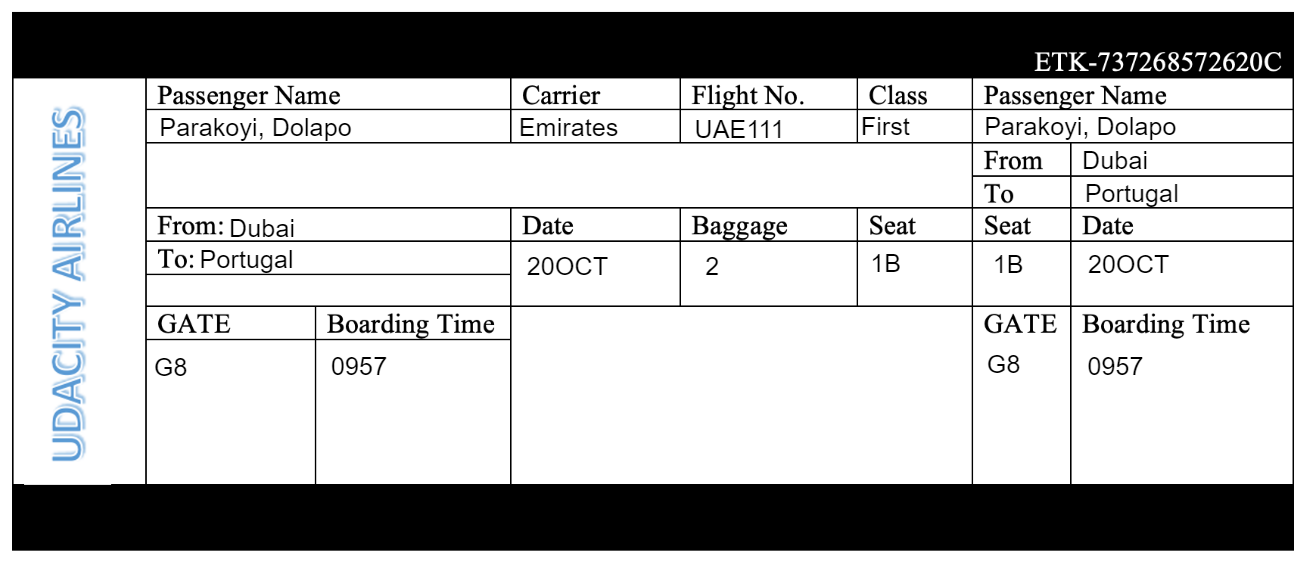 ETK-737268572620C
UDACITY AIRLINES
Passenger Name Carrier Flight No. Class Passenger Name
Parakoyi, Dolapo Emirates UAE111 First Parakoyi, Dolapo
From Dubai
To Portugal
From: Dubai Date Baggage Seat Seat Date
To: Portugal 20OCT 2 1B 1B 20OCT
GATE Boarding Time GATE Boarding Time
G8 0957 G8 0957